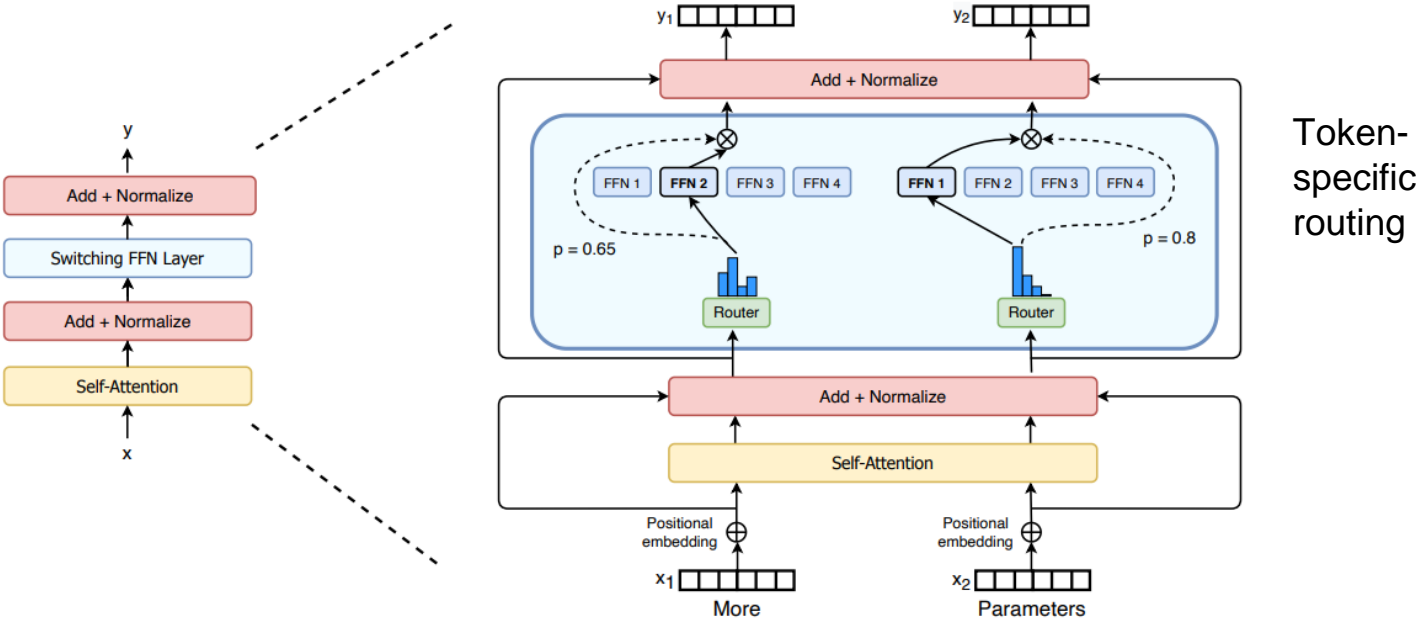 y
Add + Normalize
Switching FFN Layer
Add + Normalize
Self-Attention
x
y1
y2
Add + Normalize
FFN 1
FFN 2
FFN 3
FFN 4
FFN 1
FFN 2
FFN 3
FFN 4
p = 0.65
p = 0.8
Router
Router
Add + Normalize
Self-Attention
Positional
embedding
Positional
embedding
x1
x2
More
Parameters
Token-
specific
routing